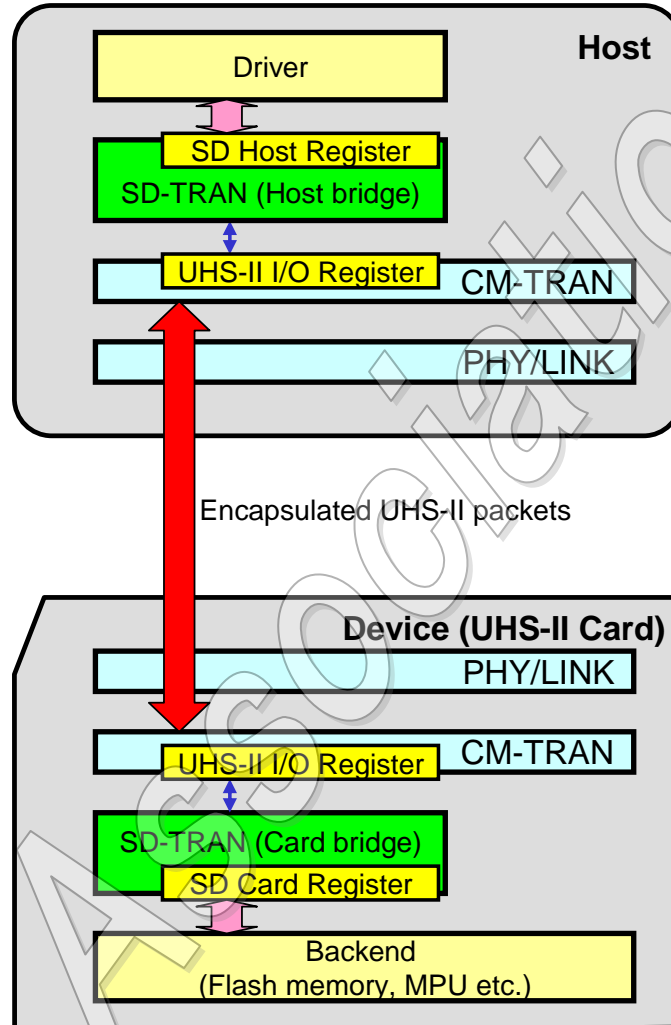 Host
Driver
SD Host Register
SD-TRAN (Host bridge)
UHS-II I/O Register
CM-TRAN
PHY/LINK
Encapsulated UHS-II packets
Device (UHS-II Card)
PHY/LINK
CM-TRAN
UHS-II I/O Register
SD-TRAN (Card bridge)
SD Card Register
Backend
(Flash memory, MPU etc.)
Associatio